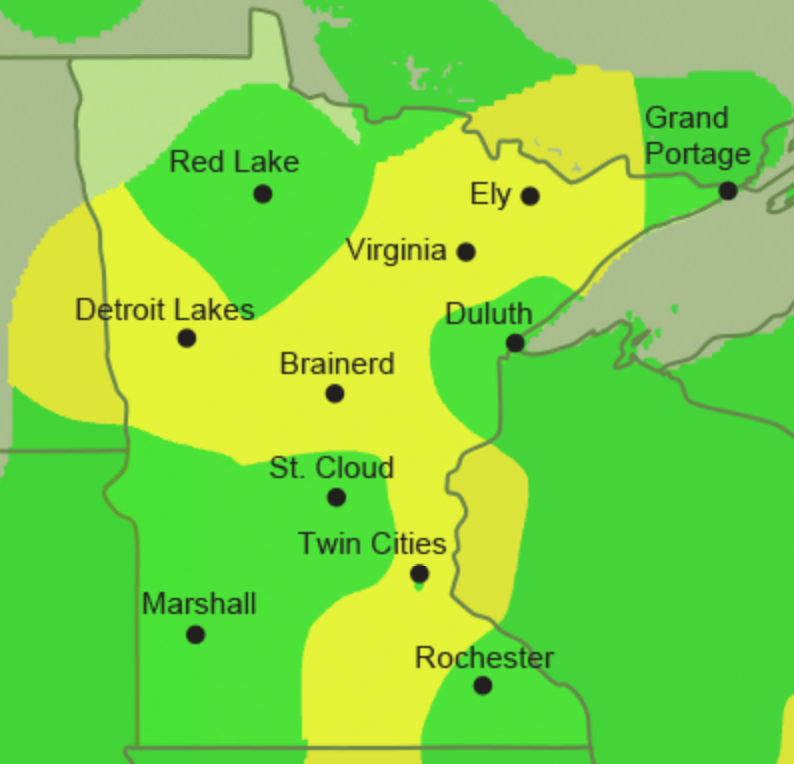 Grand
Portage
Red Lake
Ely
Virginia
Detroit Lakes
Duluth
Brainerd
St. Cloud
Twin Cities
Marshall
Rochester